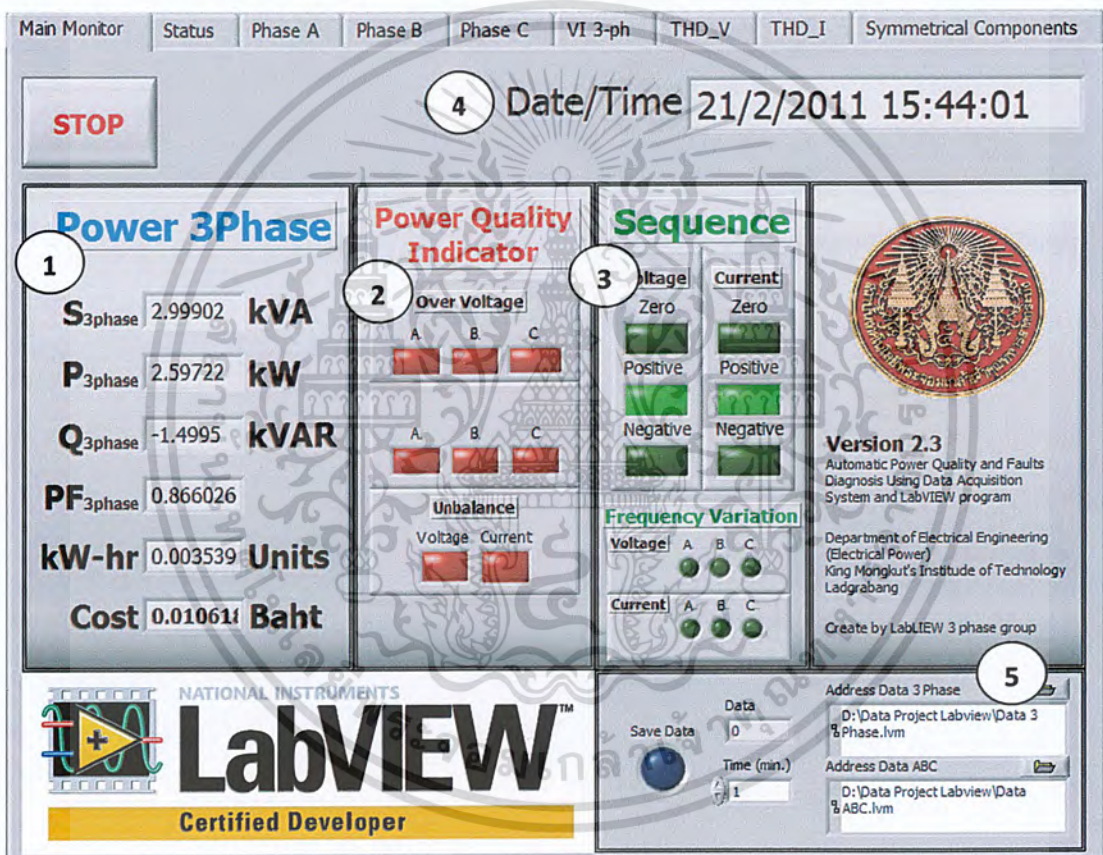 Main Monitor Status Phase A Phase B Phase C VI 3-ph THD_V THD_I Symmetrical Components
STOP
4 Date/Time 21/2/2011 15:44:01
Power 3Phase
1
S3phase 2.99902 kVA
P3phase 2.59722 kW
Q3phase -1.4995 kVAR
PF3phase 0.866026
kW-hr 0.003539 Units
Cost 0.010618 Baht
Power Quality
Indicator
2
Over Voltage
A. B. C
A. B. C
Unbalance
Voltage Current
Sequence
3
ltage Current
Zero Zero
Positive Positive
Negative Negative
Frequency Variation
Voltage A B C
Current A. B. C.
Version 2.3
Automatic Power Quality and Faults
Diagnosis Using Data Acquisition
System and LabVIEW program
Department of Electrical Engineering
(Electrical Power)
King Mongkut's Institude of Technology
Ladgrabang
Create by LabLIEW 3 phase group
NATIONAL INSTRUMENTS
LabVIEW™
Certified Developer
Save Data
Data
0
Time (min.)
1
5
Address Data 3 Phase
D:\Data Project Labview\Data 3
Phase.lvm
Address Data ABC
D:\Data Project Labview\Data
ABC.lvm